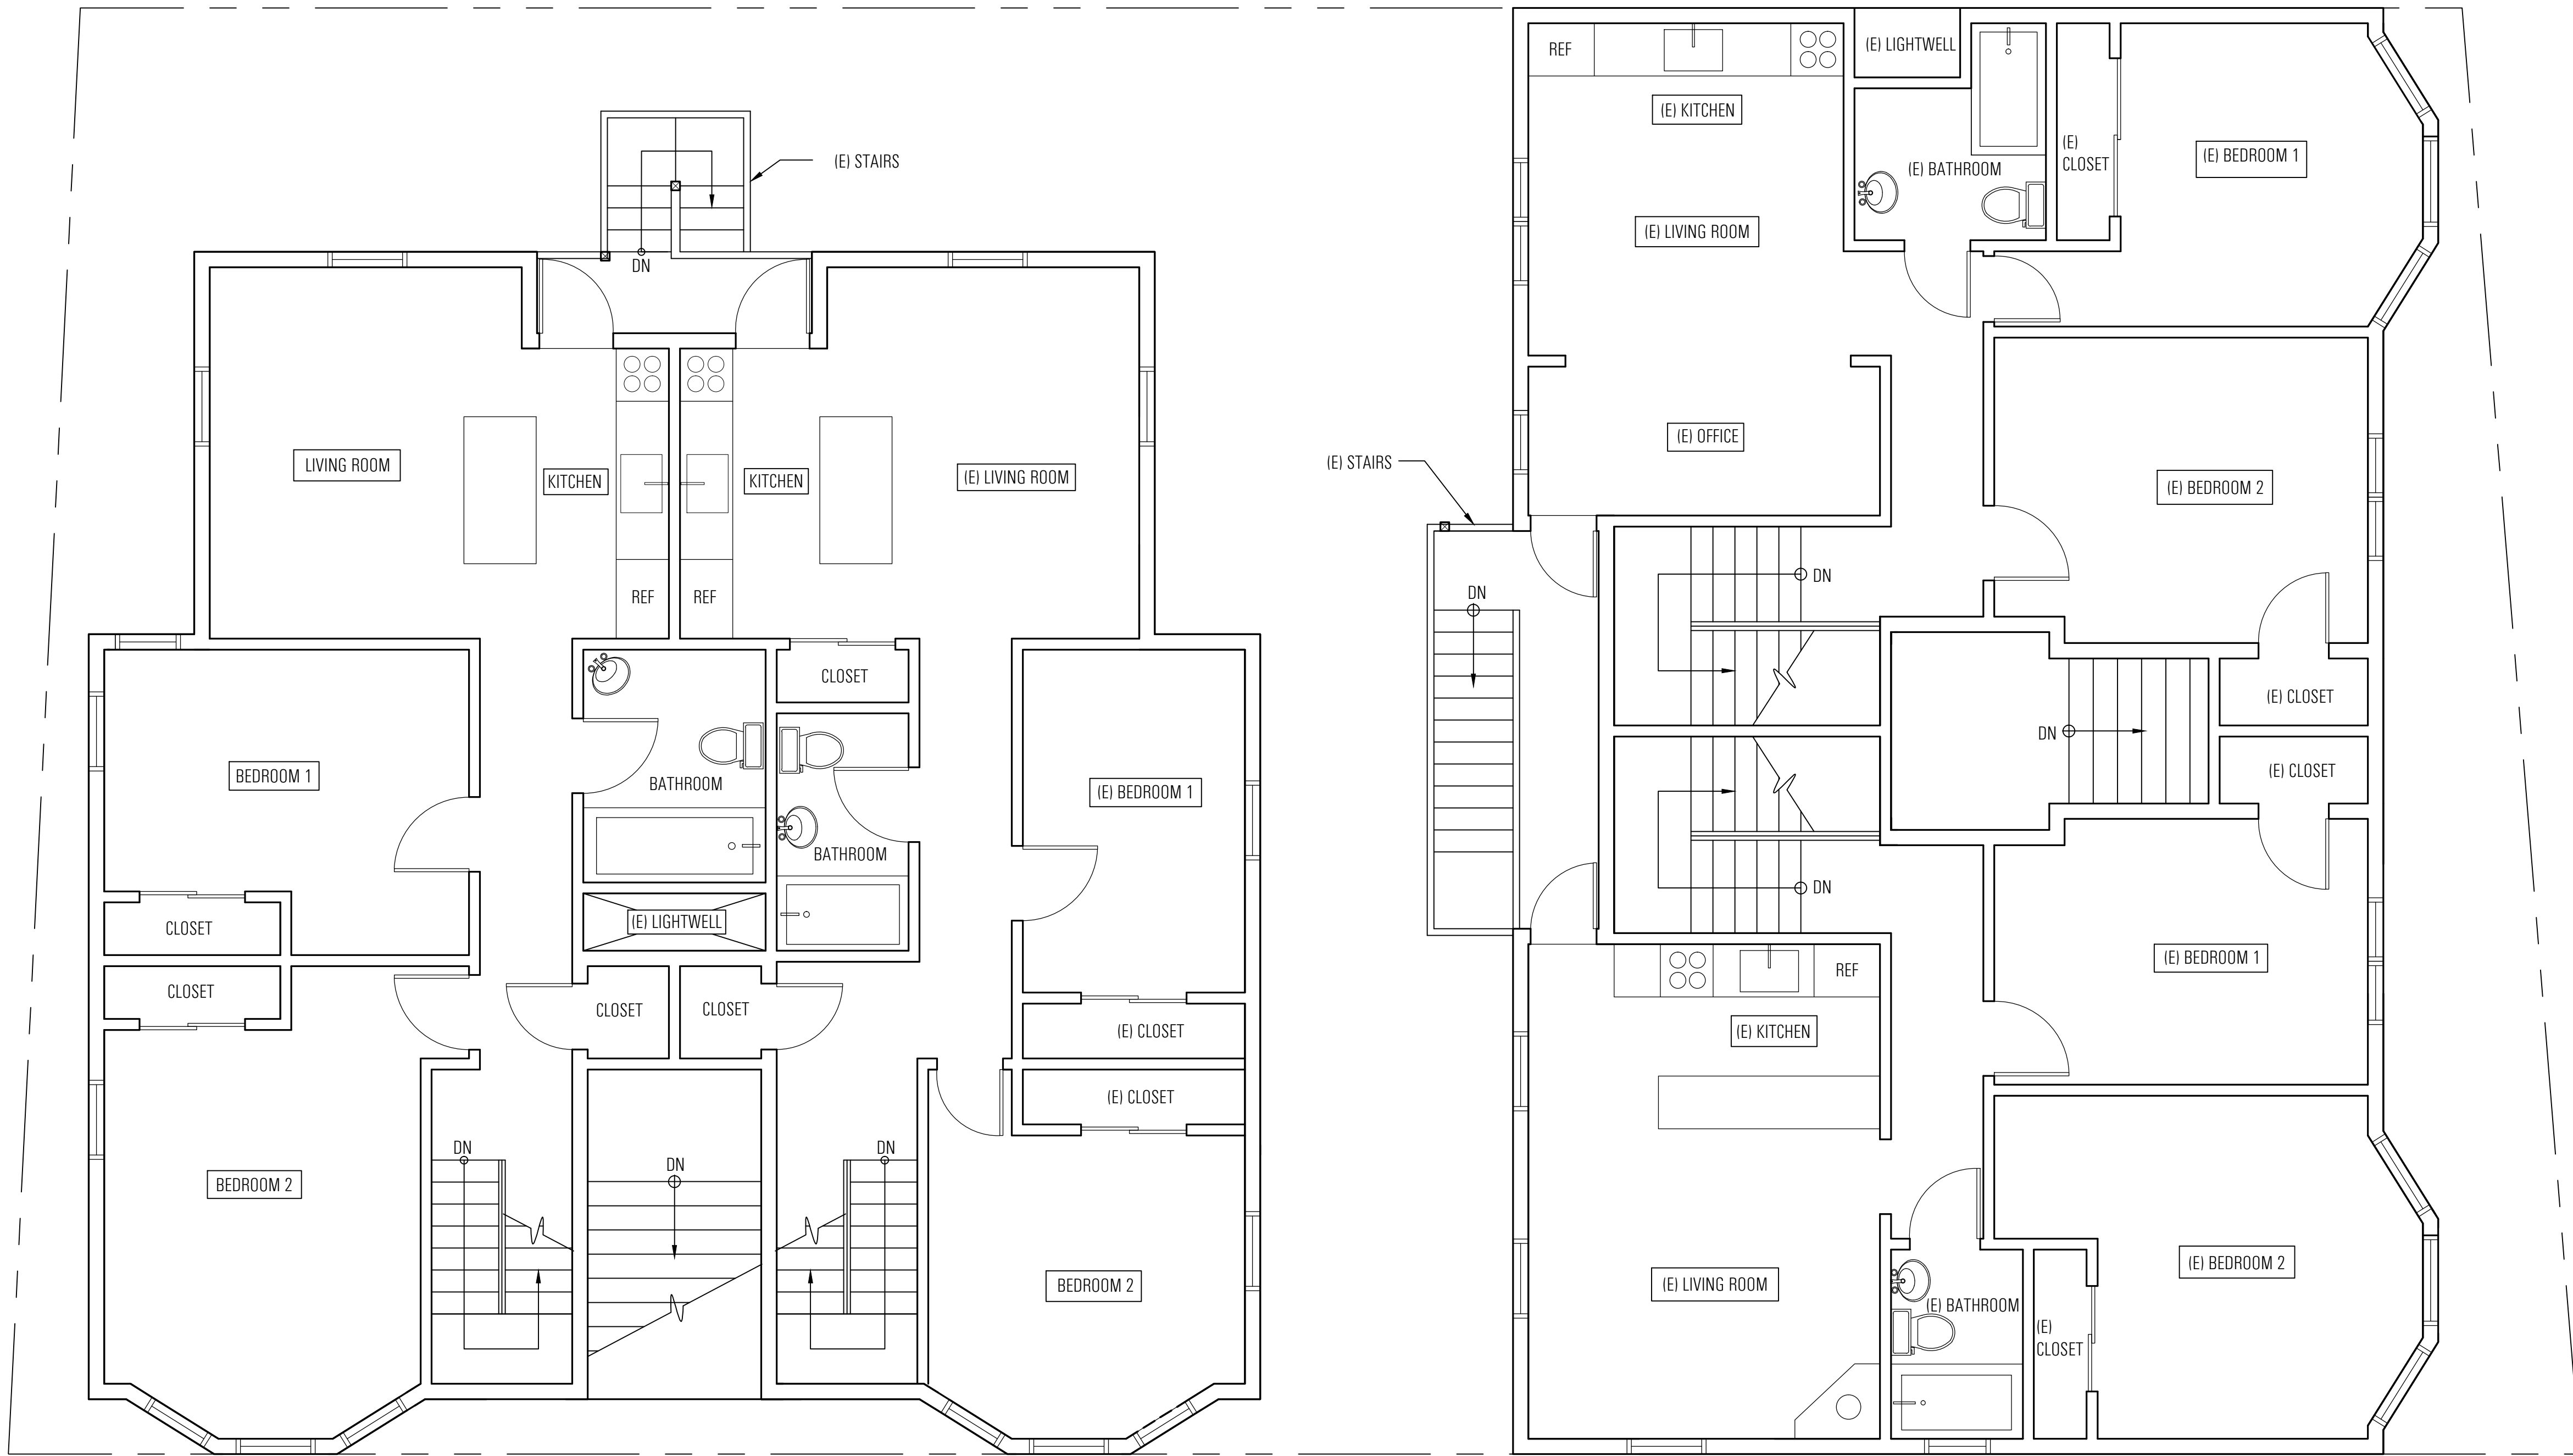 (E) STAIRS
DN
LIVING ROOM
KITCHEN
KITCHEN
(E) LIVING ROOM
REF
REF
CLOSET
BEDROOM 1
BATHROOM
(E) BEDROOM 1
BATHROOM
CLOSET
(E) LIGHTWELL
CLOSET
CLOSET
CLOSET
(E) CLOSET
(E) CLOSET
DN
DN
DN
BEDROOM 2
BEDROOM 2
REF
(E) LIGHTWELL
(E) KITCHEN
(E)
CLOSET
(E) BEDROOM 1
(E) BATHROOM
(E) LIVING ROOM
(E) OFFICE
(E) STAIRS
(E) BEDROOM 2
DN
DN
(E) CLOSET
DN
(E) CLOSET
DN
(E) BEDROOM 1
REF
(E) KITCHEN
(E) LIVING ROOM
(E) BATHROOM
(E)
CLOSET
(E) BEDROOM 2